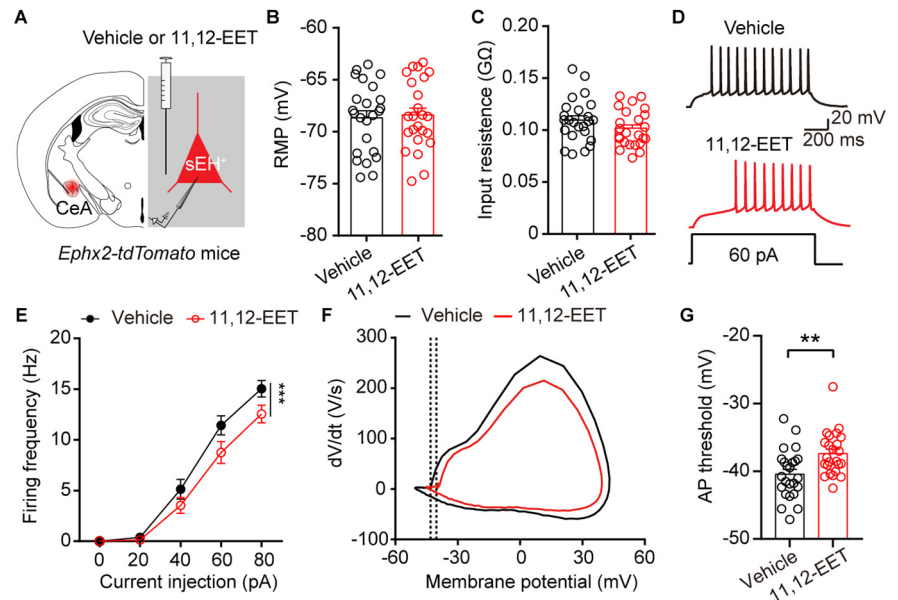 A
Vehicle or 11,12-EET
sEH+
CeA
Ephx2-tdTomato mice
B
RMP (mV)
-60
-65
-70
-75
-80
Vehicle
11,12-EET
C
Input resistence (GΩ)
0.20
0.15
0.10
0.05
0
Vehicle
11,12-EET
D
Vehicle
20 mV
200 ms
11,12-EET
60 pA
E
Vehicle
11,12-EET
Firing frequency (Hz)
20
15
10
5
0
***
0 20 40 60 80
Current injection (pA)
F
Vehicle
11,12-EET
dV/dt (V/s)
300
200
100
0
-100
-60 -30 0 30 60
Membrane potential (mV)
G
AP threshold (mV)
-20
-30
-40
-50
**
Vehicle
11,12-EET